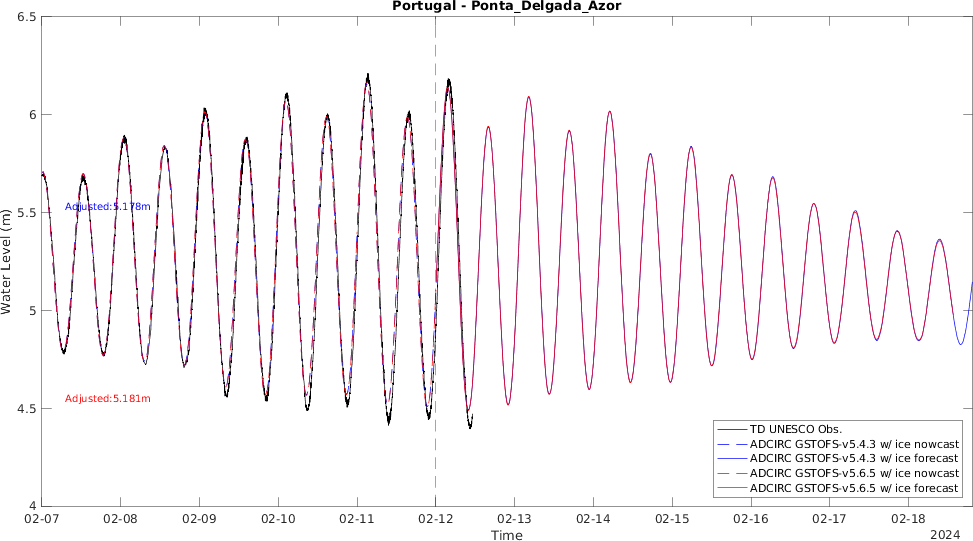 Portugal - Ponta_Delgada_Azor
6.5
6
5.5
5
4.5
4
Water Level (m)
Adjusted:5.178m
Adjusted:5.181m
TD UNESCO Obs.
ADCIRC GSTOFS-v5.4.3 w/ ice nowcast
ADCIRC GSTOFS-v5.4.3 w/ ice forecast
ADCIRC GSTOFS-v5.6.5 w/ ice nowcast
ADCIRC GSTOFS-v5.6.5 w/ ice forecast
02-07 02-08 02-09 02-10 02-11 02-12 02-13 02-14 02-15 02-16 02-17 02-18
Time
2024